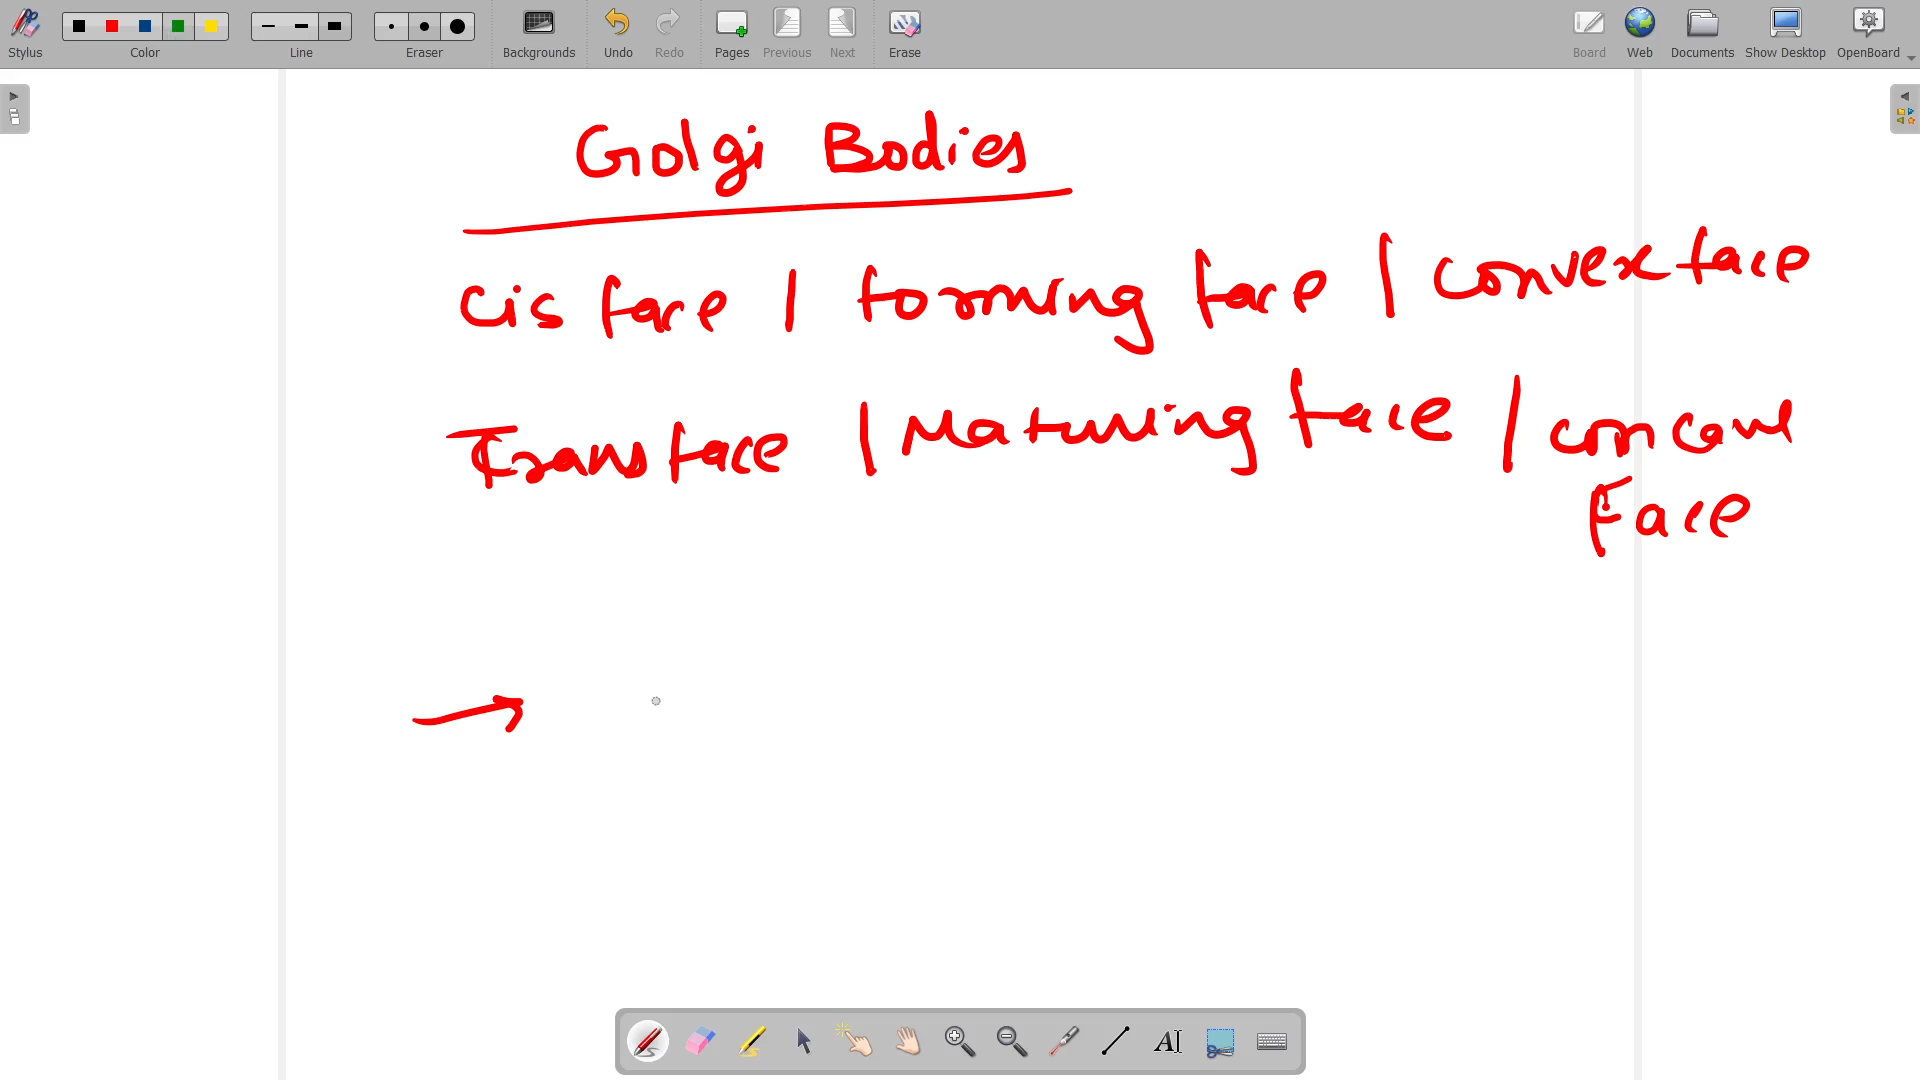 Stylus Color Line Eraser Backgrounds Undo Redo Pages Previous Next Erase Board Web Documents Show Desktop OpenBoard
Golgi Bodies
Cis face | forming face | convex face
Trans face | Maturing face | concave
Face